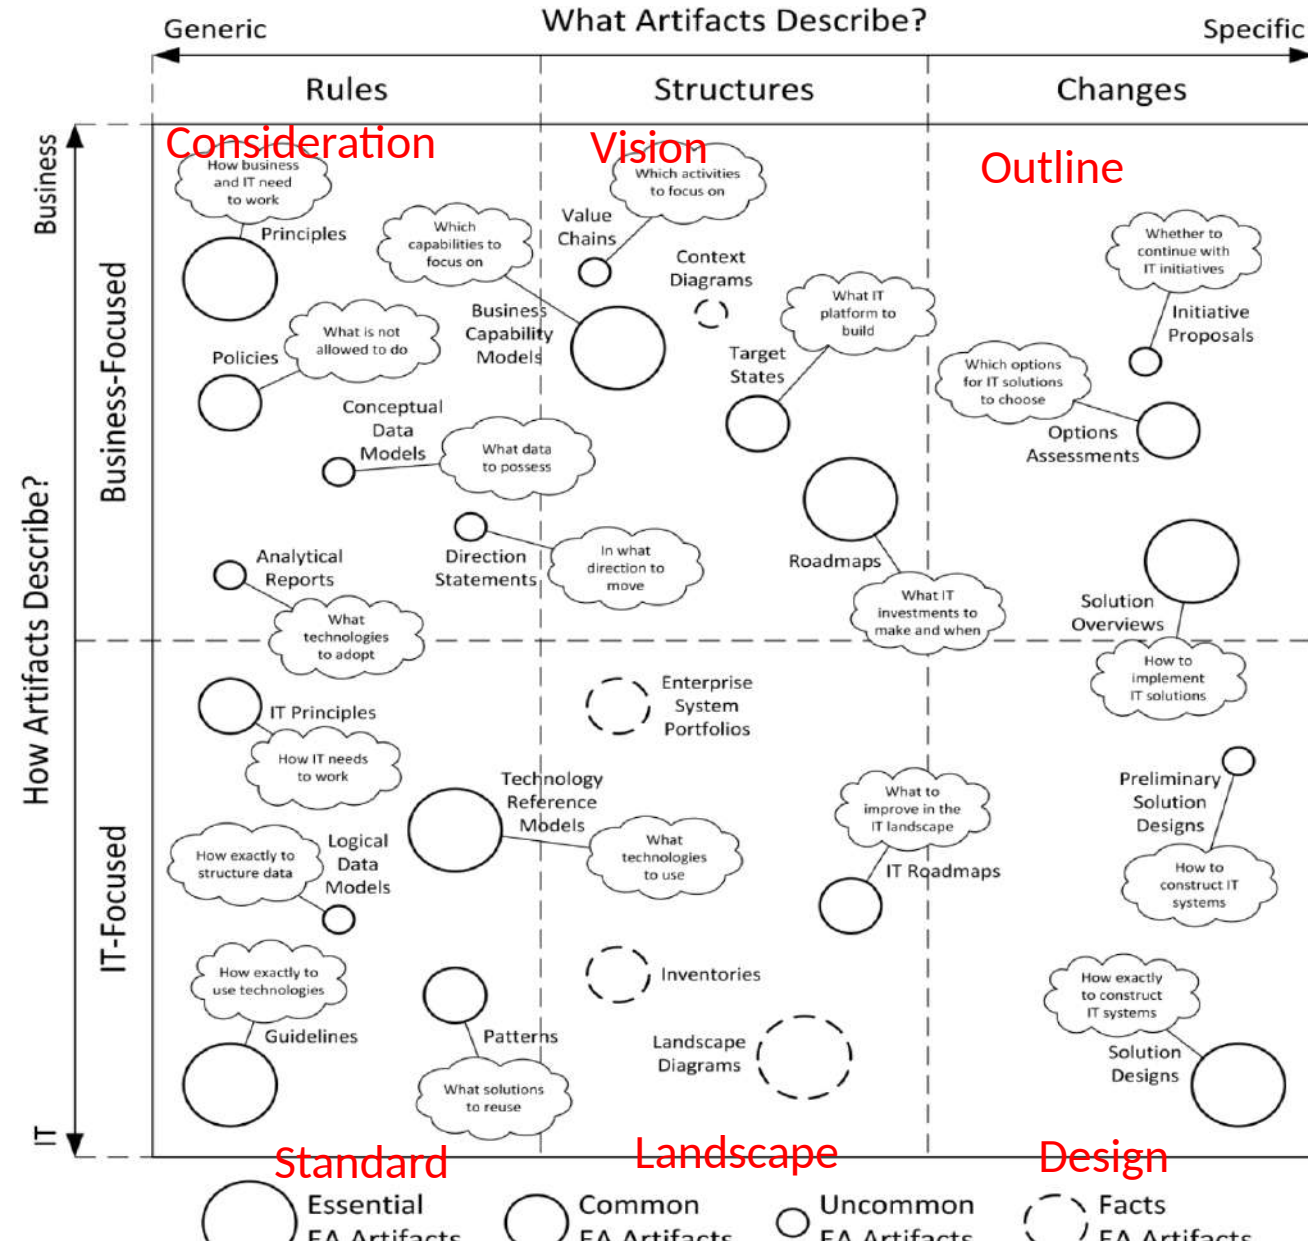 What Artifacts Describe?
Generic
Specific
Rules
Structures
Changes
How Artifacts Describe?
Business
Business-Focused
IT-Focused
IT
Consideration
How business
and IT need
to work
Principles
Which
capabilities to
focus on
Business
Capability
Models
What is not
allowed to do
Policies
Conceptual
Data
Models
What data
to possess
Direction
Statements
In what
direction to
move
Analytical
Reports
What
technologies
to adopt
Vision
Which activities
to focus on
Value
Chains
Context
Diagrams
What IT
platform to
build
Target
States
Roadmaps
What IT
investments to
make and when
Outline
Whether to
continue with
IT initiatives
Initiative
Proposals
Which options
for IT solutions
to choose
Options
Assessments
Solution
Overviews
How to
implement
IT solutions
IT Principles
How IT needs
to work
Technology
Reference
Models
What
technologies
to use
How exactly to
structure data
Logical
Data
Models
How exactly to
use technologies
Guidelines
Patterns
What solutions
to reuse
Standard
Enterprise
System
Portfolios
What to
improve in the
IT landscape
IT Roadmaps
Inventories
Landscape
Diagrams
Landscape
Preliminary
Solution
Designs
How to
construct IT
systems
How exactly
to construct
IT systems
Solution
Designs
Design
Essential
EA Artifacts
Common
EA Artifacts
Uncommon
EA Artifacts
Facts
EA Artifacts